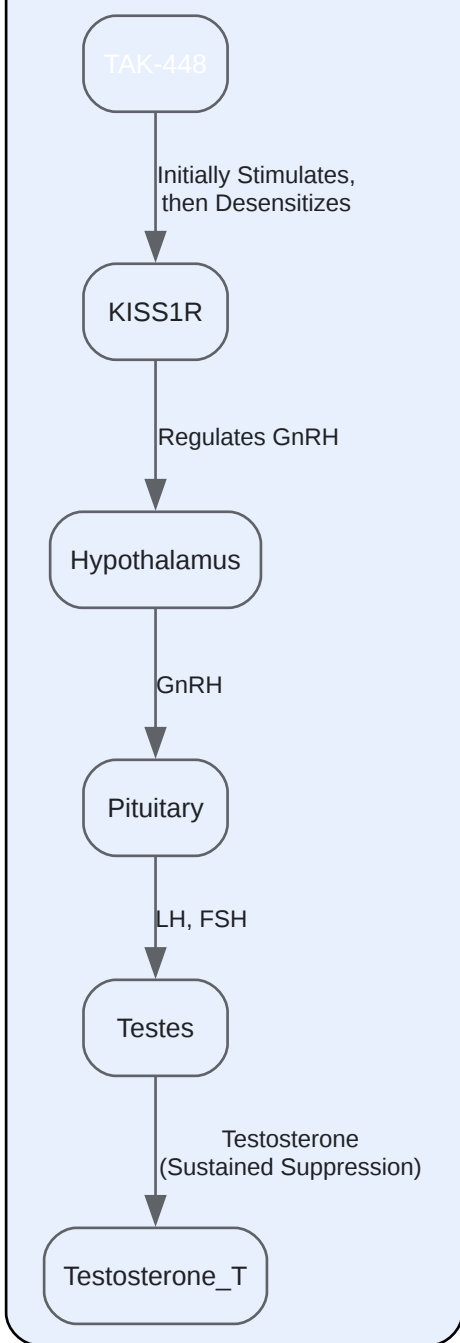 TAK-448
Initially Stimulates,
then Desensitizes
KISS1R
Regulates GnRH
Hypothalamus
GnRH
Pituitary
LH, FSH
Testes
Testosterone
(Sustained Suppression)
Testosterone_T